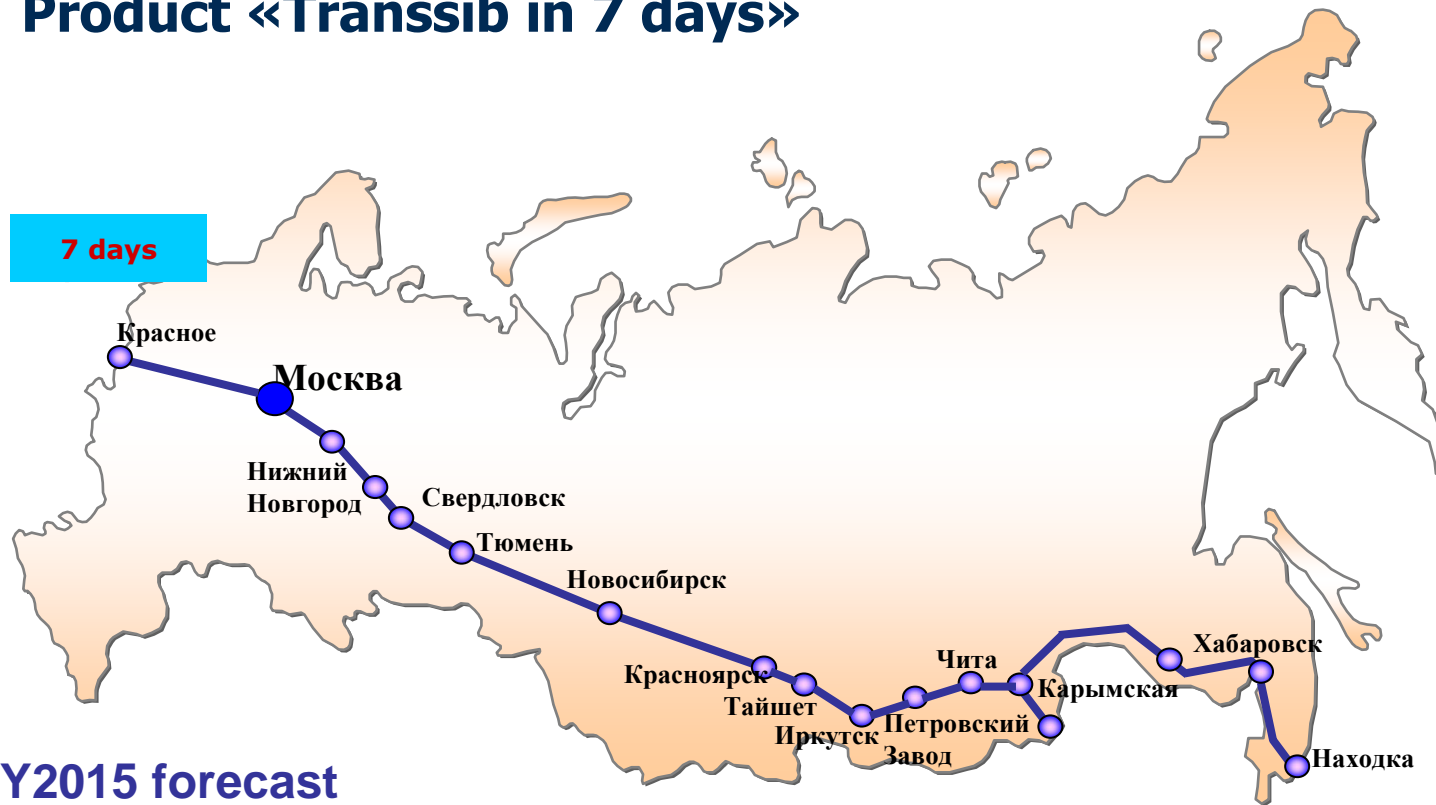 Product «Transsib in 7 days»
7 days
Красное
Москва
Нижний
Новгород
Свердловск
Тюмень
Новосибирск
Красноярск
Тайшет
Иркутск
Петровский
Завод
Чита
Карымская
Хабаровск
Находка
Y2015 forecast